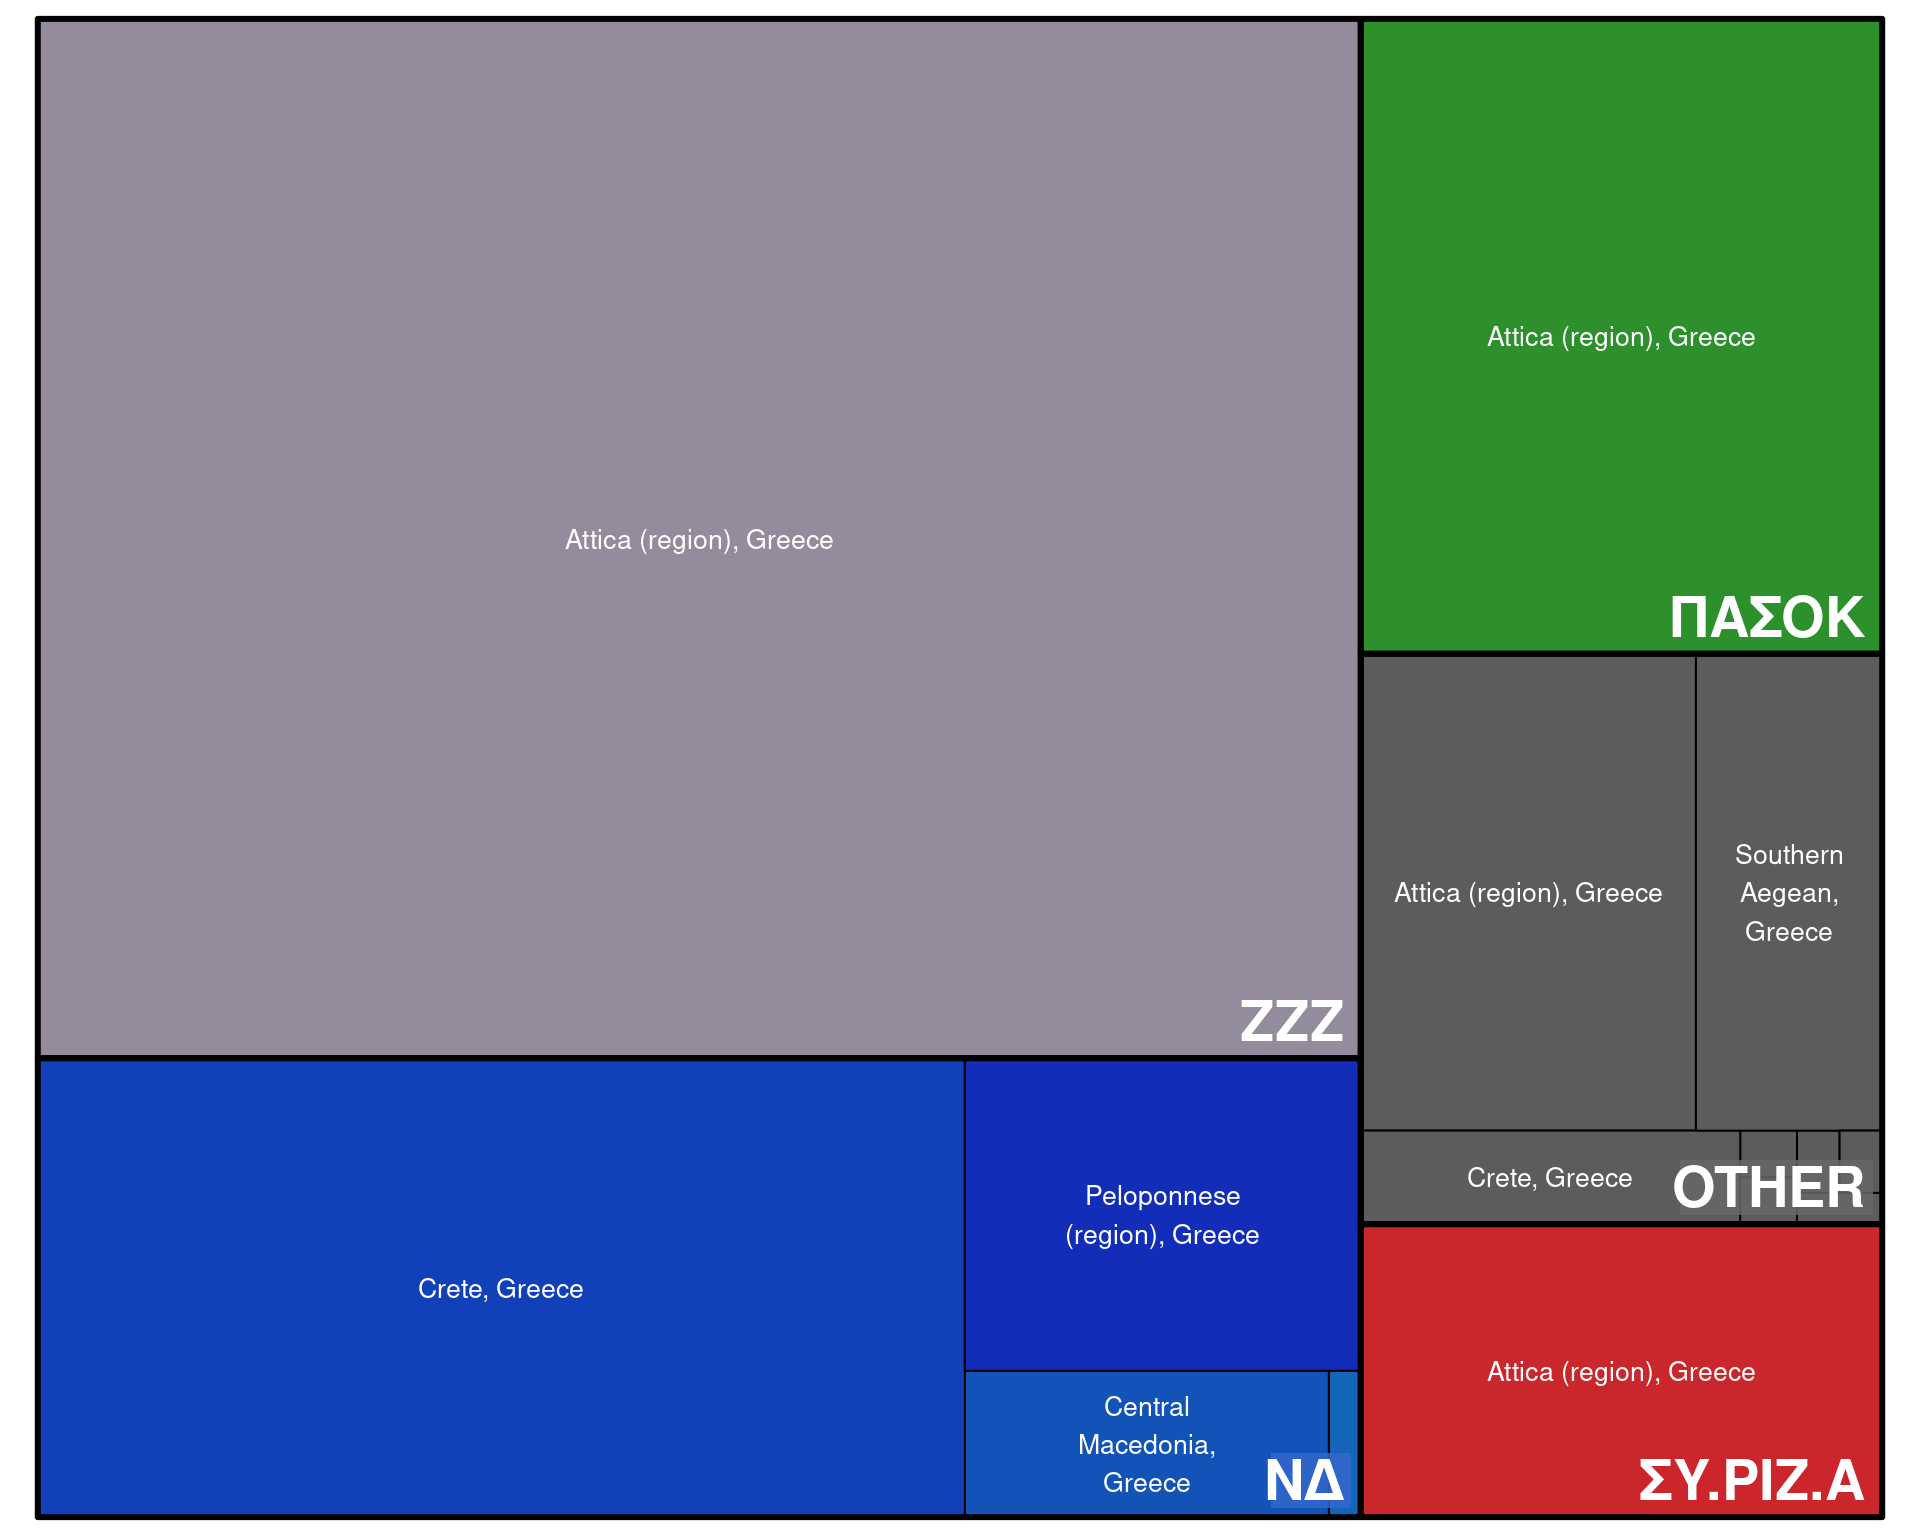 Attica (region), Greece
ZZZ
Attica (region), Greece
ΠΑΣΟΚ
Attica (region), Greece
Southern
Aegean,
Greece
Crete, Greece
OTHER
Crete, Greece
Peloponnese
(region), Greece
Central
Macedonia,
Greece
ΝΔ
Attica (region), Greece
ΣΥ.ΡΙΖ.Α